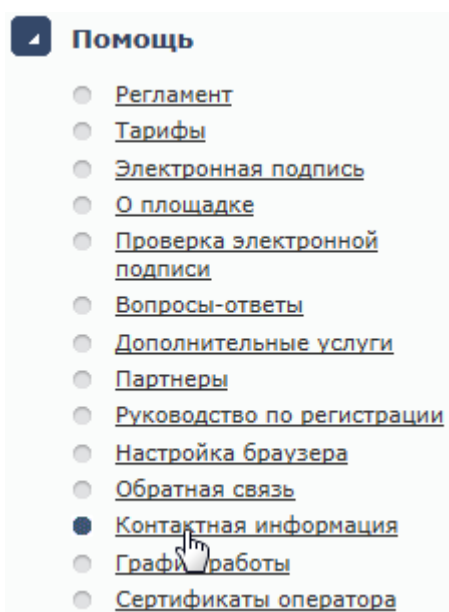 Помощь
Регламент
Тарифы
Электронная подпись
О площадке
Проверка электронной
подписи
Вопросы-ответы
Дополнительные услуги
Партнеры
Руководство по регистрации
Настройка браузера
Обратная связь
Контактная информация
График работы
Сертификаты оператора